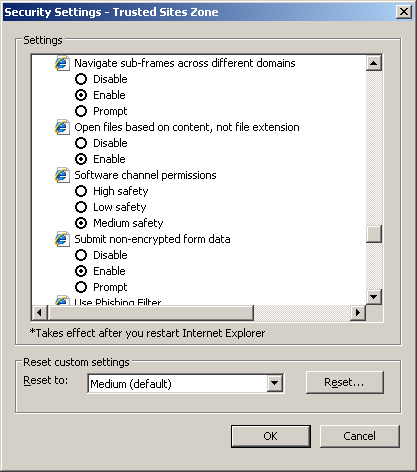 Security Settings - Trusted Sites Zone
Settings
Navigate sub-frames across different domains
Disable
Enable
Prompt
Open files based on content, not file extension
Disable
Enable
Software channel permissions
High safety
Low safety
Medium safety
Submit non-encrypted form data
Disable
Enable
Prompt
Use Phishing Filter
*Takes effect after you restart Internet Explorer
Reset custom settings
Reset to: Medium (default) Reset...
OK Cancel